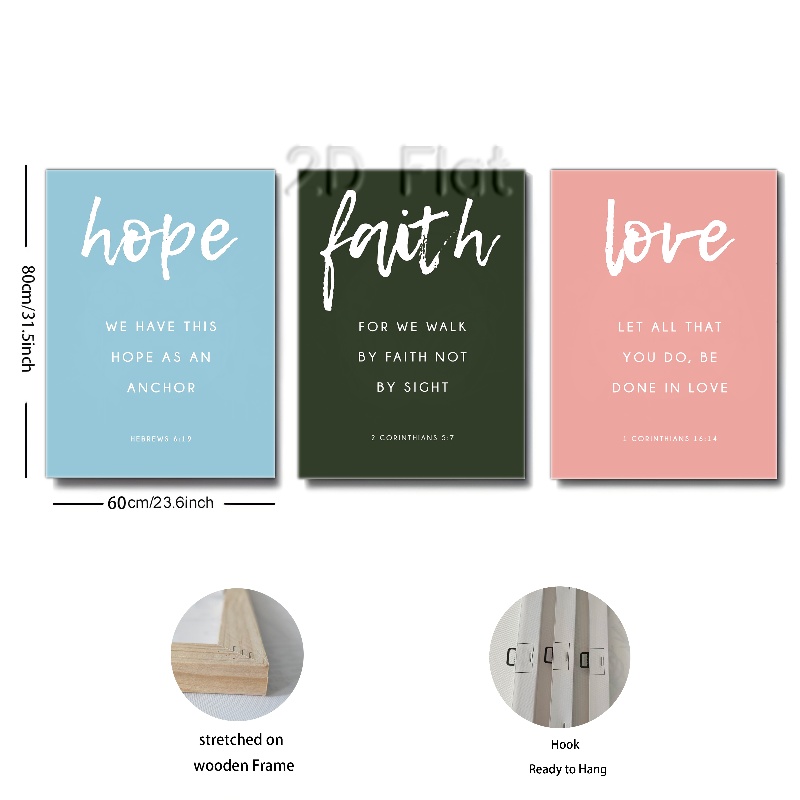 2D Flat
hope
WE HAVE THIS
HOPE AS AN
ANCHOR
HEBREWS 6:19
faith
FOR WE WALK
BY FAITH NOT
BY SIGHT
2 CORINTHIANS 5:7
love
LET ALL THAT
YOU DO, BE
DONE IN LOVE
1 CORINTHIANS 16:14
80cm/31.5inch
60cm/23.6inch
stretched on
wooden Frame
Hook
Ready to Hang